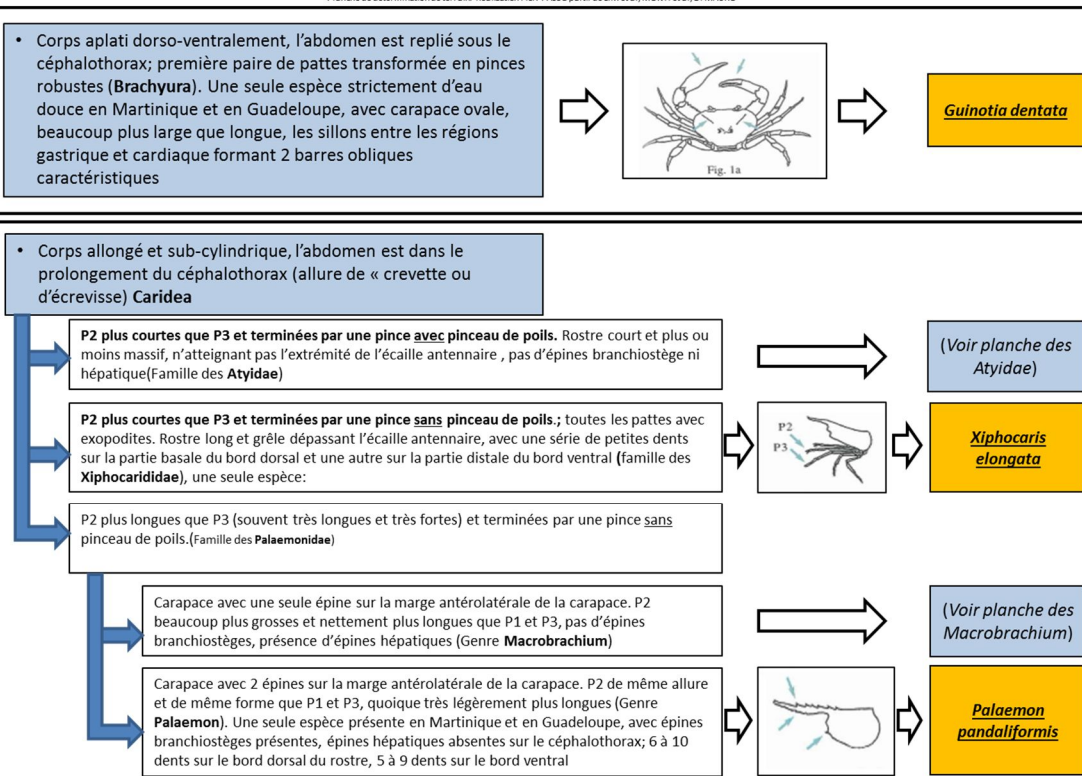 • Corps aplati dorso-ventralement, l'abdomen est replié sous le
céphalothorax; première paire de pattes transformée en pinces
robustes (Brachyura). Une seule espèce strictement d'eau
douce en Martinique et en Guadeloupe, avec carapace ovale,
beaucoup plus large que longue, les sillons entre les régions
gastrique et cardiaque formant 2 barres obliques
caractéristiques
Fig. 1a
Guinotia dentata
• Corps allongé et sub-cylindrique, l'abdomen est dans le
prolongement du céphalothorax (allure de « crevette ou
d'écrevisse) Caridea
P2 plus courtes que P3 et terminées par une pince avec pinceau de poils. Rostre court et plus ou
moins massif, n'atteignant pas l'extrémité de l'écaille antennaire , pas d'épines branchiostège ni
hépatique(Famille des Atyidae)
(Voir planche des
Atyidae)
P2 plus courtes que P3 et terminées par une pince sans pinceau de poils.; toutes les pattes avec
exopodites. Rostre long et grêle dépassant l'écaille antennaire, avec une série de petites dents
sur la partie basale du bord dorsal et une autre sur la partie distale du bord ventral (famille des
Xiphocarididae), une seule espèce:
P2
P3
Xiphocaris
elongata
P2 plus longues que P3 (souvent très longues et très fortes) et terminées par une pince sans
pinceau de poils.(Famille des Palaemonidae)
Carapace avec une seule épine sur la marge antérolatérale de la carapace. P2
beaucoup plus grosses et nettement plus longues que P1 et P3, pas d'épines
branchiostèges, présence d'épines hépatiques (Genre Macrobrachium)
(Voir planche des
Macrobrachium)
Carapace avec 2 épines sur la marge antérolatérale de la carapace. P2 de même allure
et de même forme que P1 et P3, quoique très légèrement plus longues (Genre
Palaemon). Une seule espèce présente en Martinique et en Guadeloupe, avec épines
branchiostèges présentes, épines hépatiques absentes sur le céphalothorax; 6 à 10
dents sur le bord dorsal du rostre, 5 à 9 dents sur le bord ventral
Palaemon
pandaliformis